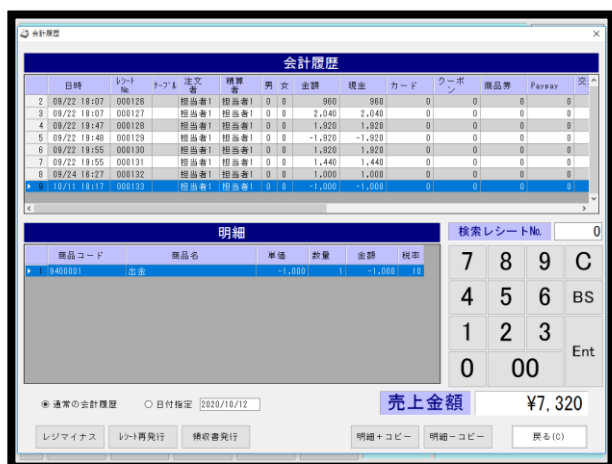 会計履歴
会計履歴
日時 ﾚｼｰﾄNo. ﾃｰﾌﾞﾙ 注文者 精算者 男 女 金額 現金 カード クーポン 商品券 Paypay 交
2 09/22 18:07 000126 担当者1 担当者1 0 0 960 960 0 0 0 0
3 09/22 18:07 000127 担当者1 担当者1 0 0 2,040 2,040 0 0 0 0
4 09/22 19:47 000128 担当者1 担当者1 0 0 1,920 1,920 0 0 0 0
5 09/22 19:48 000129 担当者1 担当者1 0 0 -1,920 -1,920 0 0 0 0
6 09/22 19:55 000130 担当者1 担当者1 0 0 1,920 1,920 0 0 0 0
7 09/22 19:55 000131 担当者1 担当者1 0 0 1,440 1,440 0 0 0 0
8 09/24 16:27 000132 担当者1 担当者1 0 0 1,000 1,000 0 0 0 0
9 10/11 18:17 000133 担当者1 担当者1 0 0 -1,000 -1,000 0 0 0 0
明細
検索レシートNo. 0
商品コード 商品名 単価 数量 金額 税率
1 9400001 出金 -1,000 1 -1,000 10
7 8 9 C
4 5 6 BS
1 2 3
Ent
0 00
通常の会計履歴 日付指定 2020/10/12
売上金額 ¥7,320
レジマイナス ﾚｼｰﾄ再発行 領収書発行 明細+コピー 明細-コピー 戻る(C)